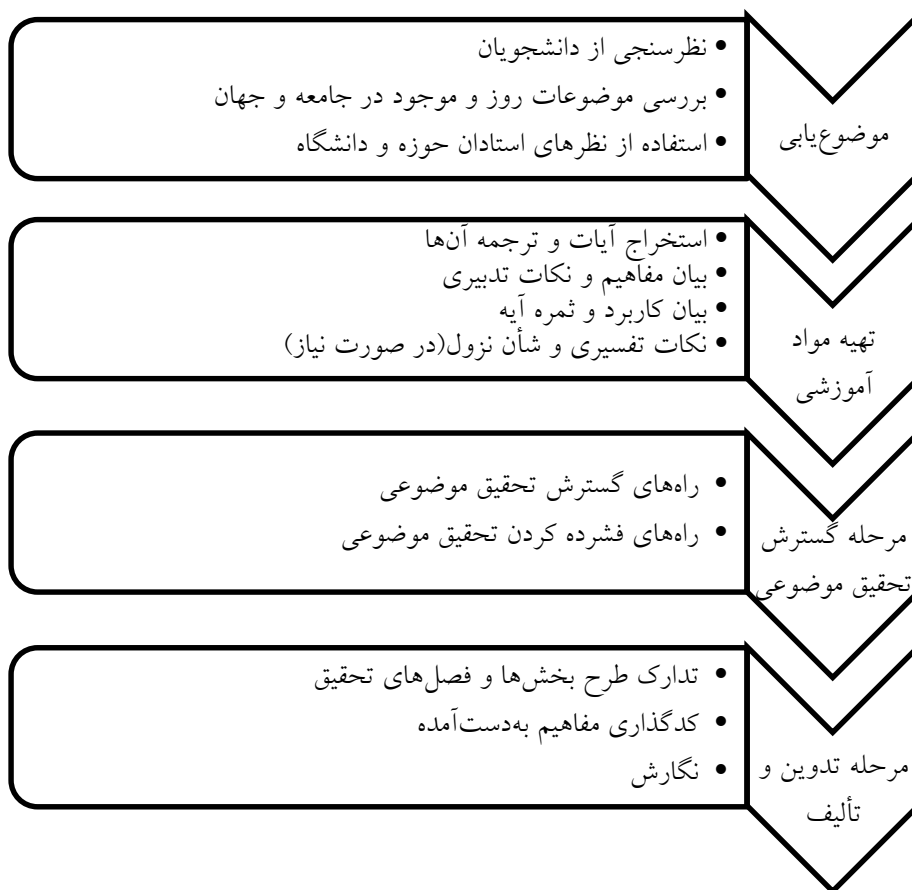 موضوع‌یابی
• نظرسنجی از دانشجویان
• بررسی موضوعات روز و موجود در جامعه و جهان
• استفاده از نظرهای استادان حوزه و دانشگاه
تهیه مواد
آموزشی
• استخراج آیات و ترجمه آن‌ها
• بیان مفاهیم و نکات تدبیری
• بیان کاربرد و ثمره آیه
• نکات تفسیری و شأن نزول(در صورت نیاز)
مرحله گسترش
تحقیق موضوعی
• راه‌های گسترش تحقیق موضوعی
• راه‌های فشرده کردن تحقیق موضوعی
مرحله تدوین و
تألیف
• تدارک طرح بخش‌ها و فصل‌های تحقیق
• کدگذاری مفاهیم به‌دست‌آمده
• نگارش